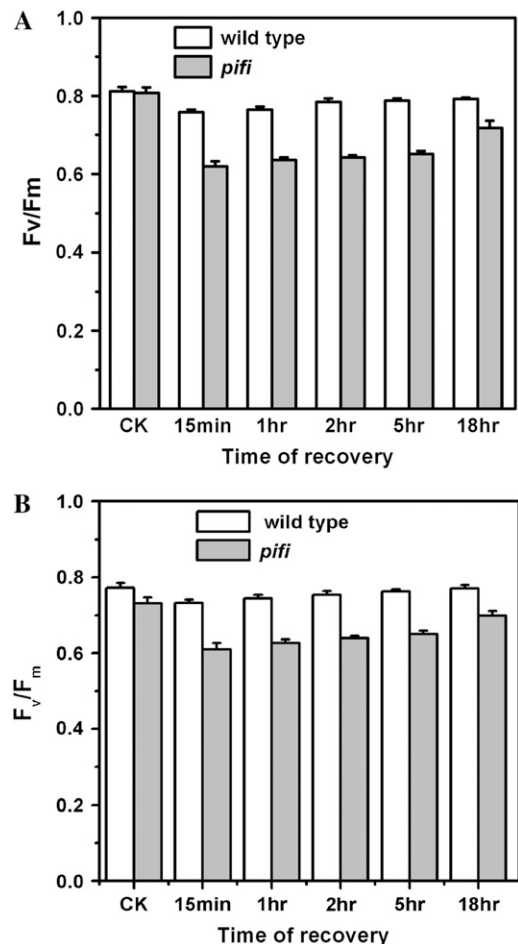 A
wild type
pifi
1.0
0.8
0.6
0.4
0.2
0.0
Fv/Fm
CK 15min 1hr 2hr 5hr 18hr
Time of recovery
B
wild type
pifi
1.0
0.8
0.6
0.4
0.2
0.0
Fv/Fm
CK 15min 1hr 2hr 5hr 18hr
Time of recovery